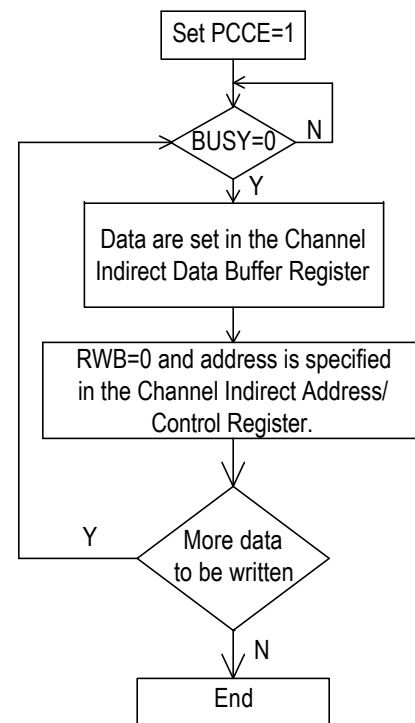 Set PCCE=1
BUSY=0
N
Y
Data are set in the Channel
Indirect Data Buffer Register
RWB=0 and address is specified
in the Channel Indirect Address/
Control Register.
Y
More data
to be written
N
End